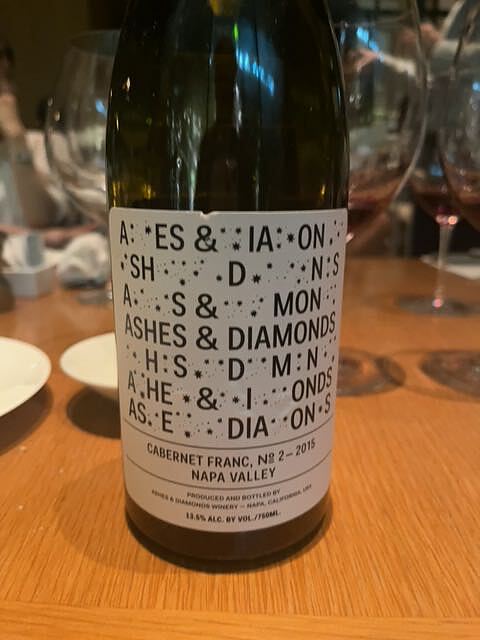 A ES & IA ON
SH D N S
A S & MON
ASHES & DIAMONDS
H S D M N
A HE & I ONDS
AS E DIA ON S
CABERNET FRANC, Nº 2 – 2015
NAPA VALLEY
PRODUCED AND BOTTLED BY
ASHES & DIAMONDS WINERY — NAPA, CALIFORNIA, USA
13.5% ALC. BY VOL./750ML.